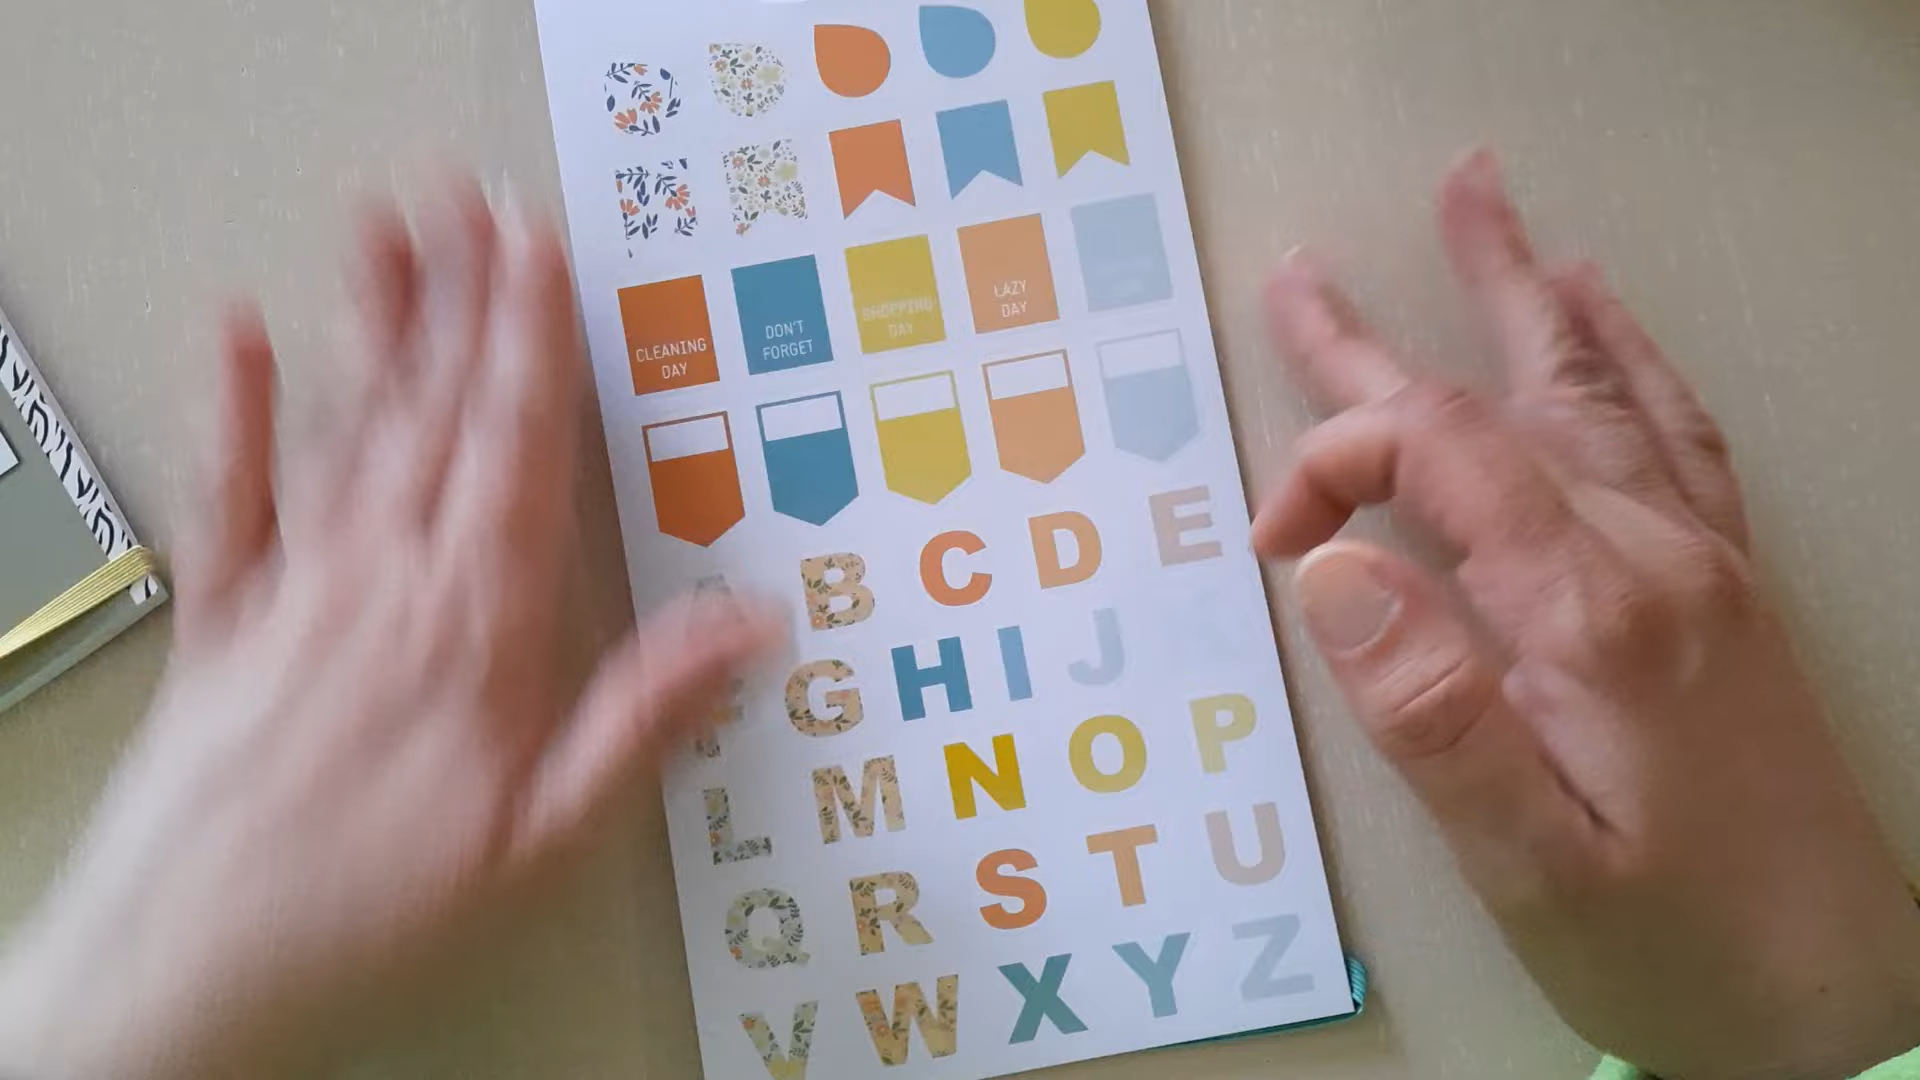 CLEANING
DAY
DON'T
FORGET
SHOPPING
DAY
LAZY
DAY
B C D E
G H I J
L M N O P
Q R S T U
V W X Y Z